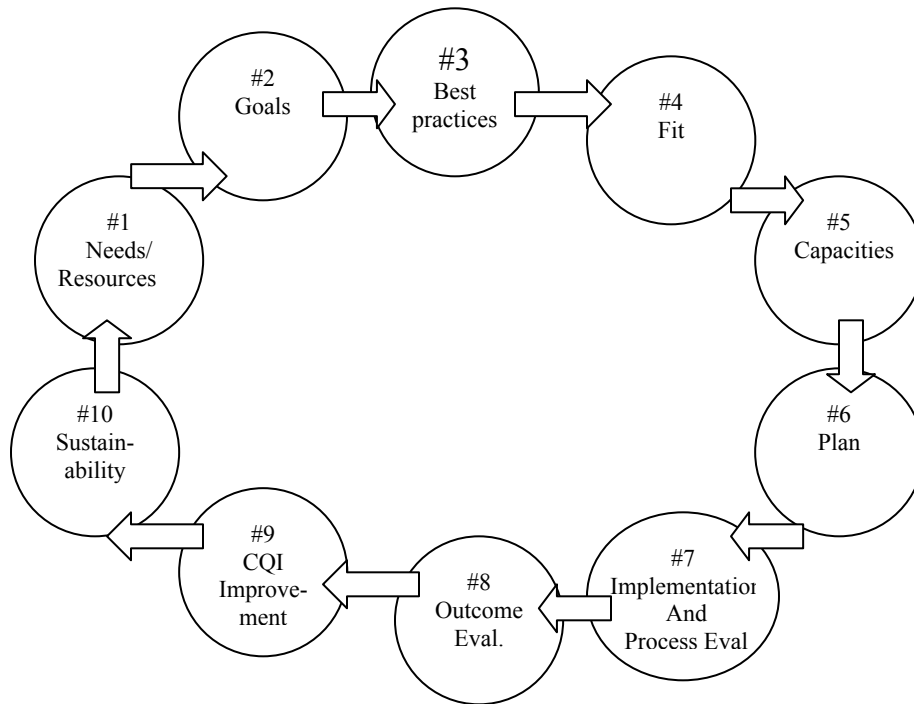 #1
Needs/
Resources
#2
Goals
#3
Best
practices
#4
Fit
#5
Capacities
#6
Plan
#7
Implementation
And
Process Eval
#8
Outcome
Eval.
#9
CQI
Improve-
ment
#10
Sustain-
ability